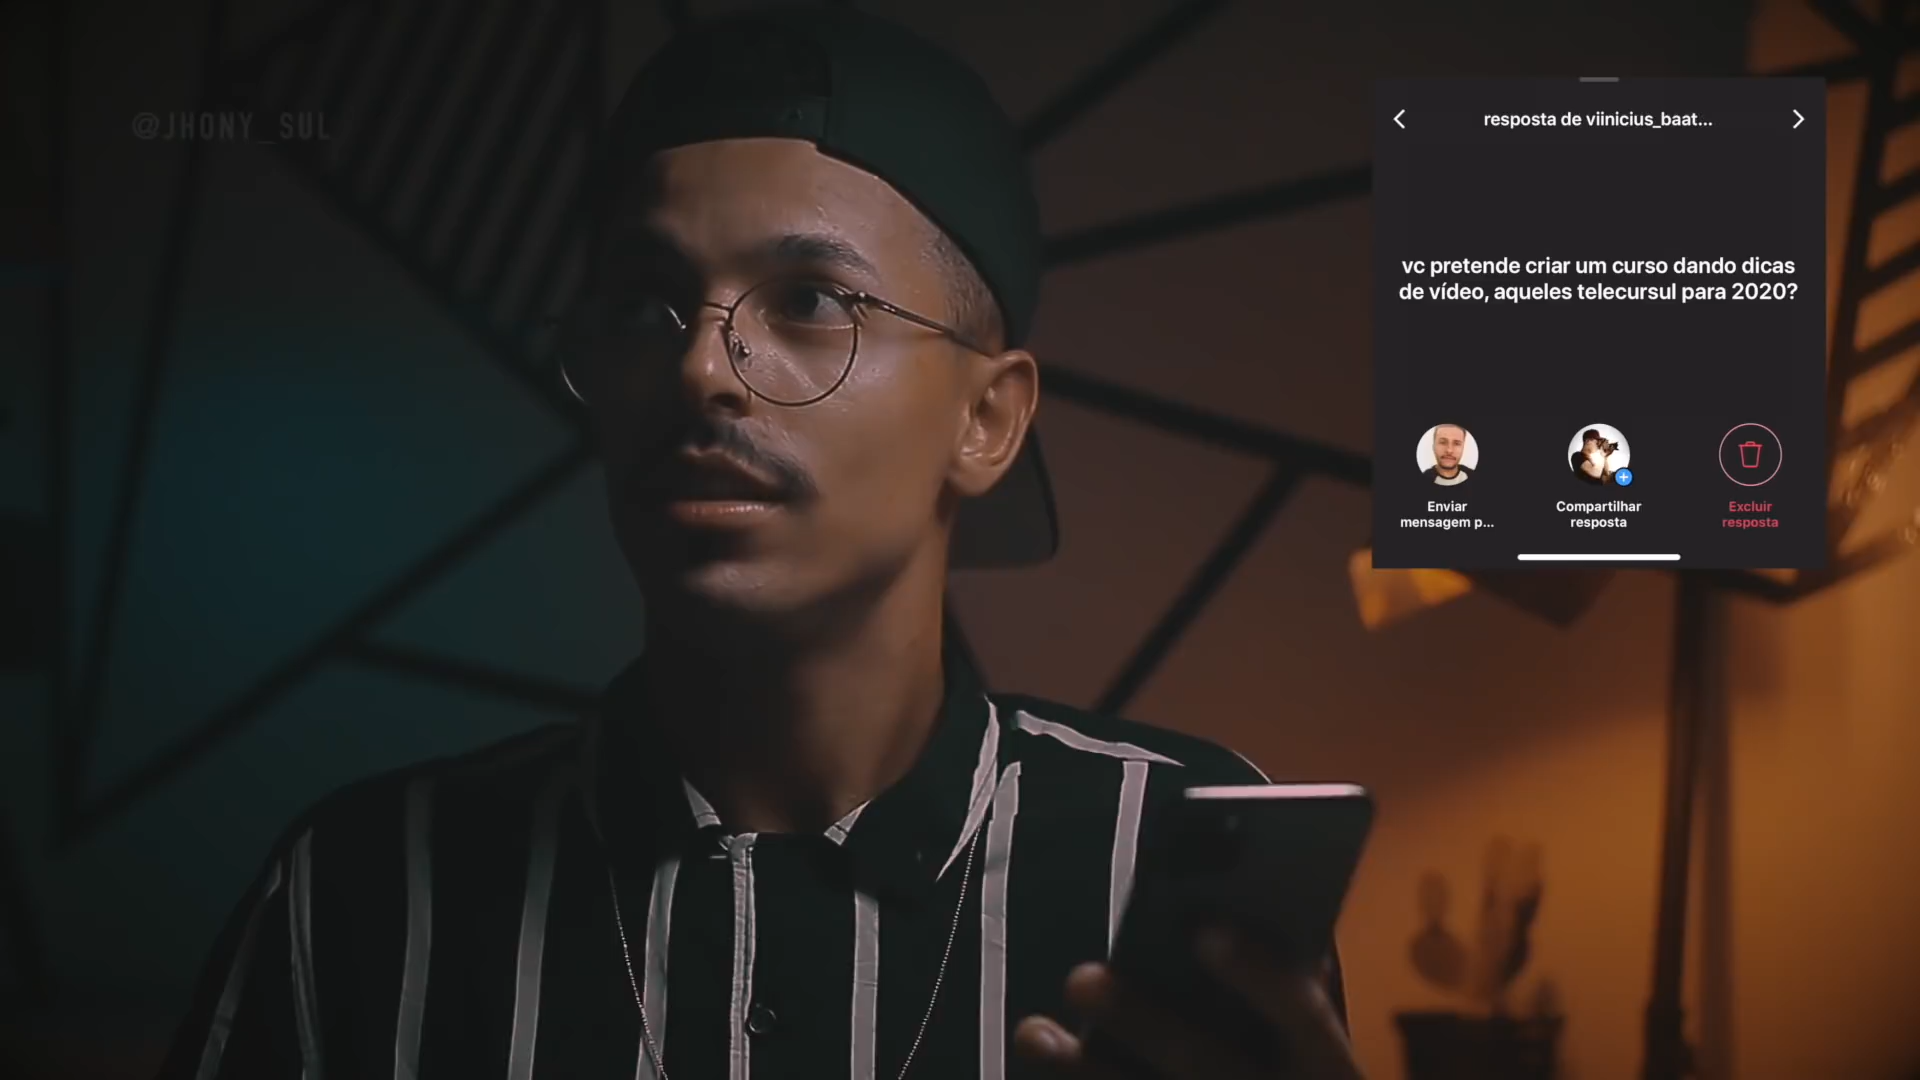 @JHONY_SUL
resposta de viinicius_baat...
vc pretende criar um curso dando dicas
de vídeo, aqueles telecursul para 2020?
Enviar
mensagem p...
Compartilhar
resposta
Excluir
resposta